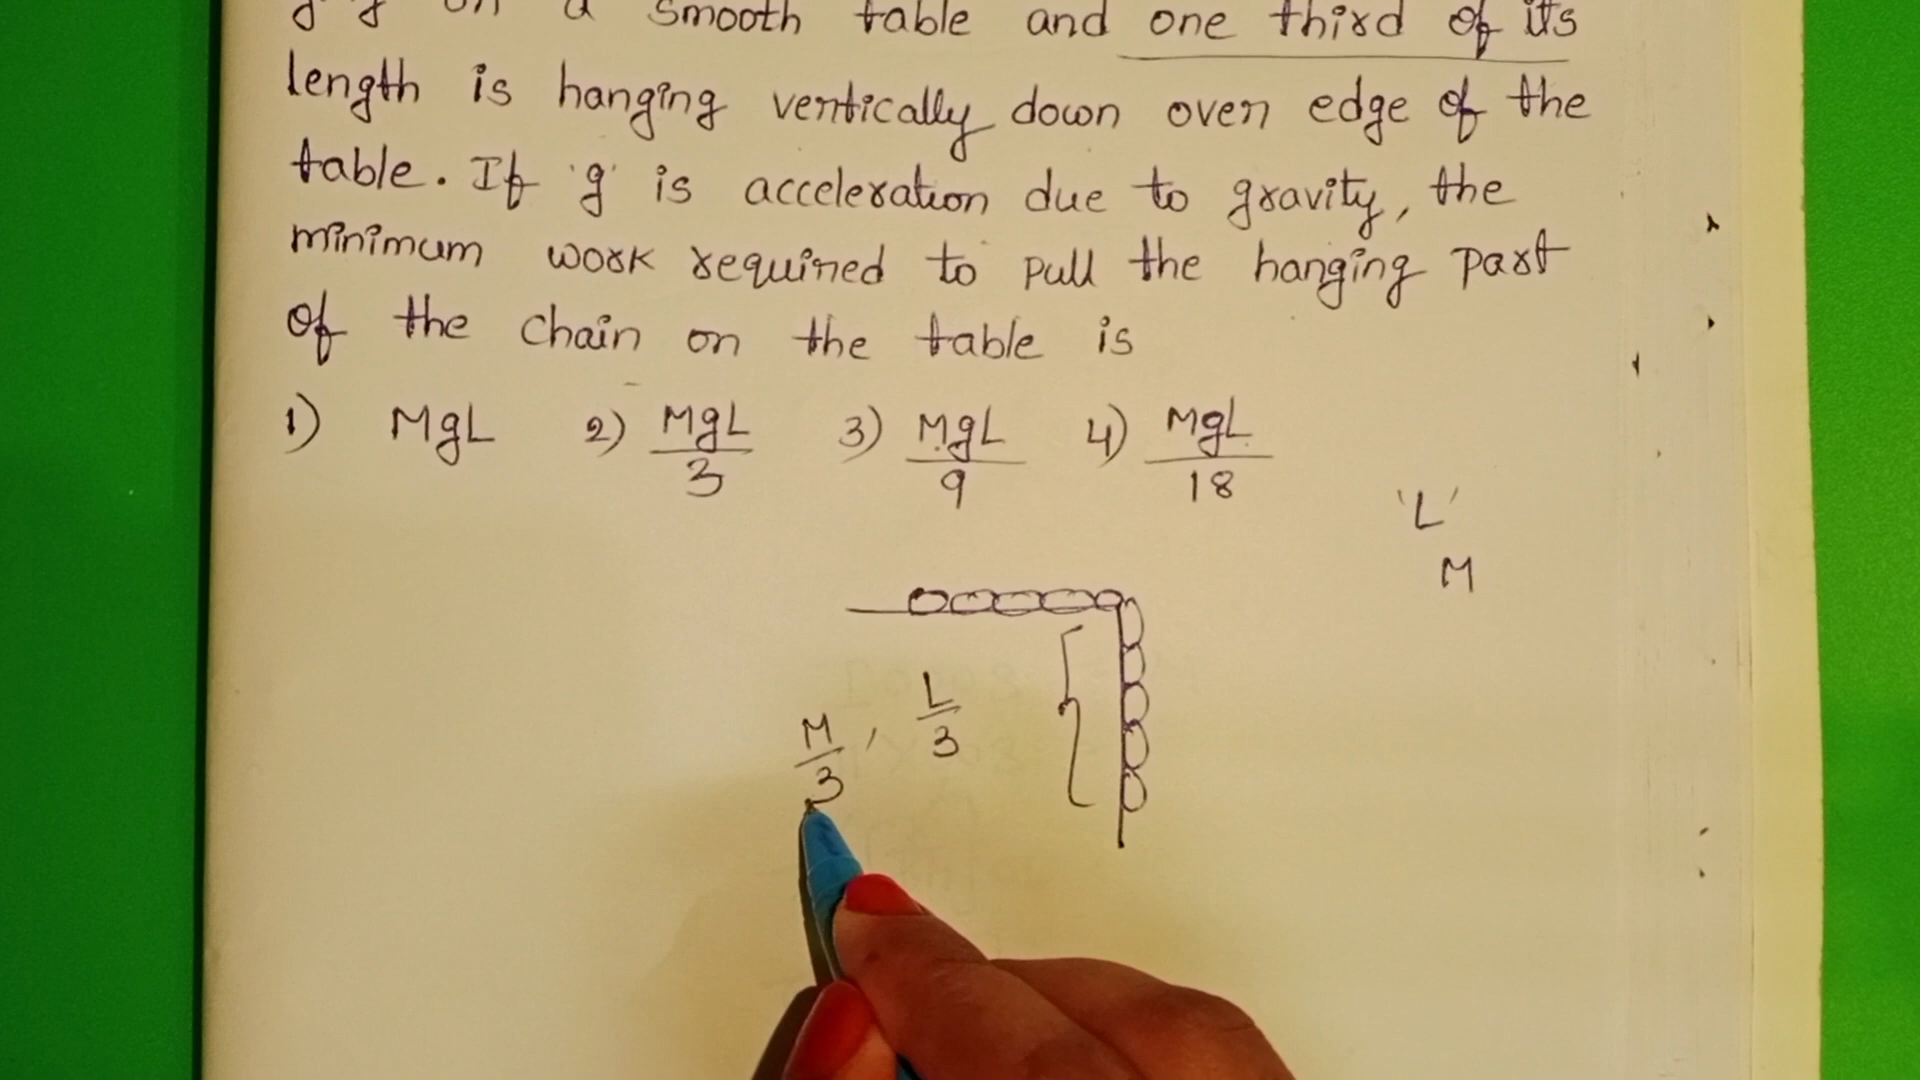 on a smooth table and one third of its
length is hanging vertically down over edge of the
table. If 'g' is acceleration due to gravity, the
minimum work required to pull the hanging part
of the chain on the table is
1) MgL 2) MgL/3 3) MgL/9 4) MgL/18
'L'
M
M/3 , L/3